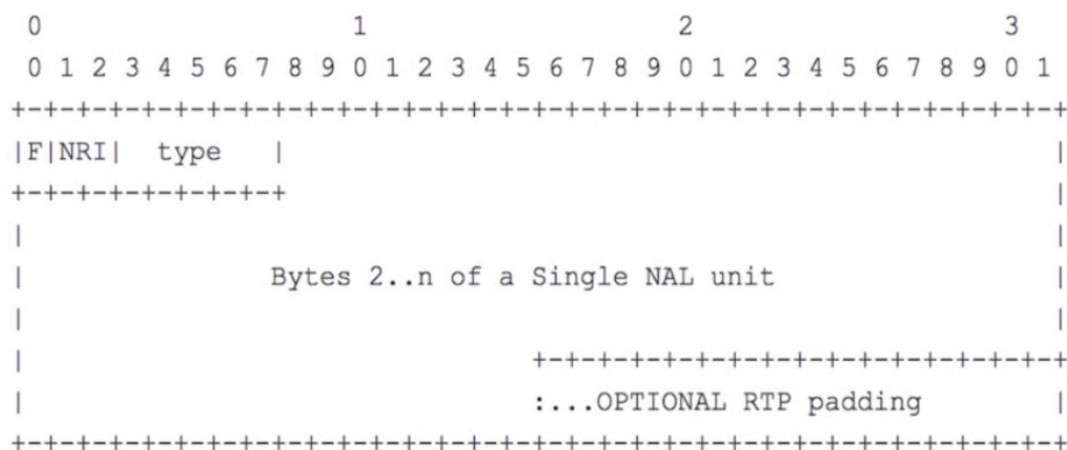 0                   1                   2                   3
 0 1 2 3 4 5 6 7 8 9 0 1 2 3 4 5 6 7 8 9 0 1 2 3 4 5 6 7 8 9 0 1
+-+-+-+-+-+-+-+-+-+-+-+-+-+-+-+-+-+-+-+-+-+-+-+-+-+-+-+-+-+-+-+-+
|F|NRI|  type   |                                               |
+-+-+-+-+-+-+-+-+                                               |
|                                                               |
|               Bytes 2..n of a Single NAL unit                 |
|                                                               |
|                               +-+-+-+-+-+-+-+-+-+-+-+-+-+-+-+-+
|                               :...OPTIONAL RTP padding        |
+-+-+-+-+-+-+-+-+-+-+-+-+-+-+-+-+-+-+-+-+-+-+-+-+-+-+-+-+-+-+-+-+